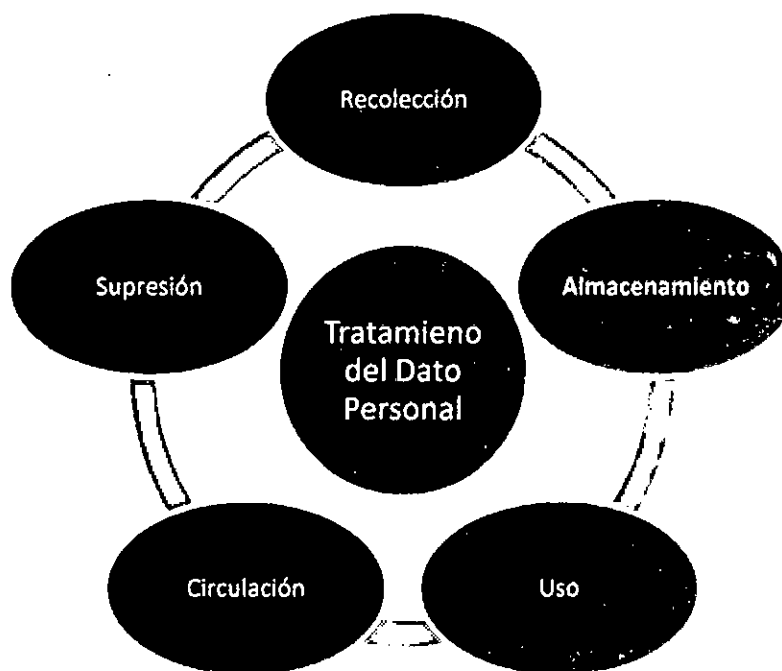 Recolección
Almacenamiento
Uso
Circulación
Supresión
Tratamieno
del Dato
Personal